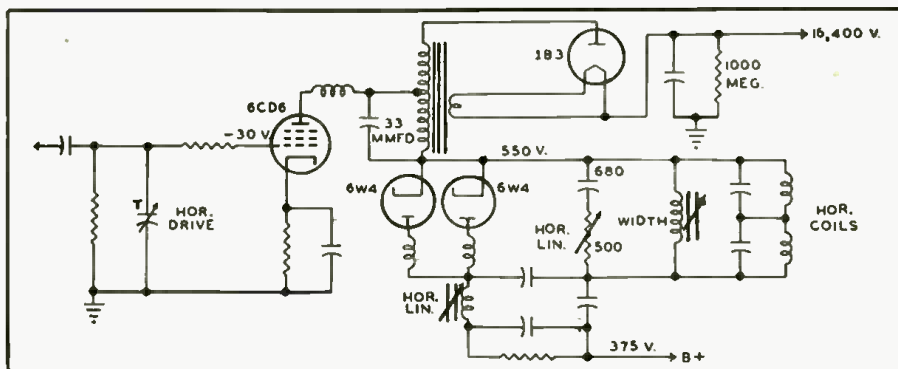 16,400 V.
1B3
1000
MEG.
6CD6
33
MMFD
-30 V.
550 V.
6W4
6W4
680
T
HOR.
DRIVE
HOR.
LIN.
500
WIDTH
HOR.
COILS
HOR.
LIN.
375 V.
B+